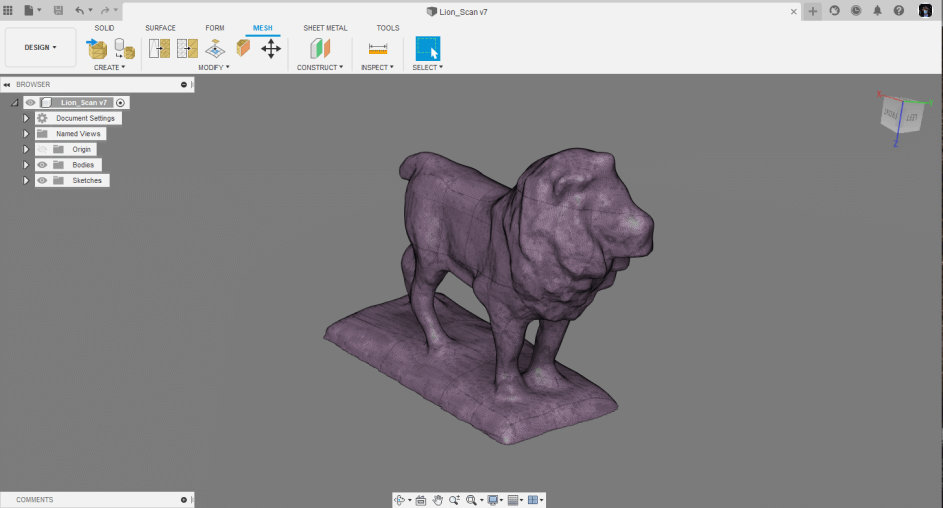 Lion_Scan v7
SOLID SURFACE FORM MESH SHEET METAL TOOLS
DESIGN
CREATE MODIFY CONSTRUCT INSPECT SELECT
BROWSER
Lion_Scan v7
Document Settings
Named Views
Origin
Bodies
Sketches
X
Z
LEFT
COMMENTS